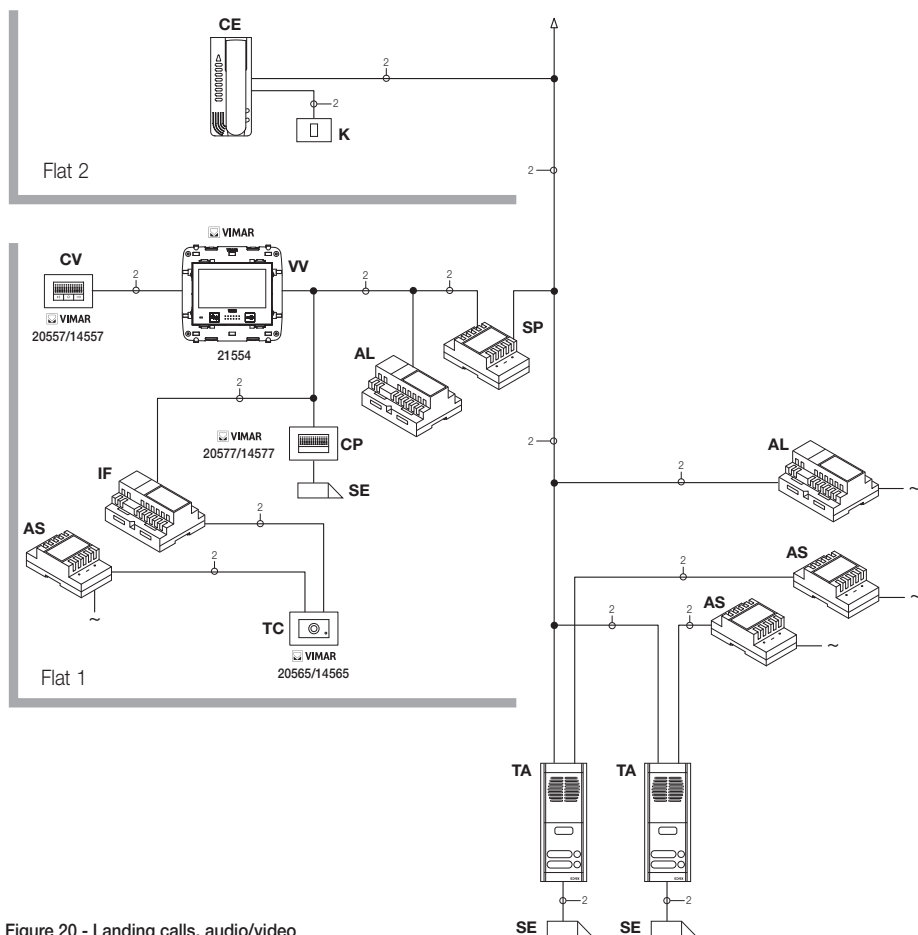 CE
2
2
K
Flat 2
2
VIMAR
CV
2
VV
2
2
SP
VIMAR
20557/14557
21554
AL
2
VIMAR
20577/14577
CP
2
AL
IF
SE
2
~
AS
2
2
AS
2
~
TC
2
2
AS
~
~
VIMAR
20565/14565
Flat 1
TA
TA
2
2
SE
SE
Figure 20 - Landing calls, audio/video